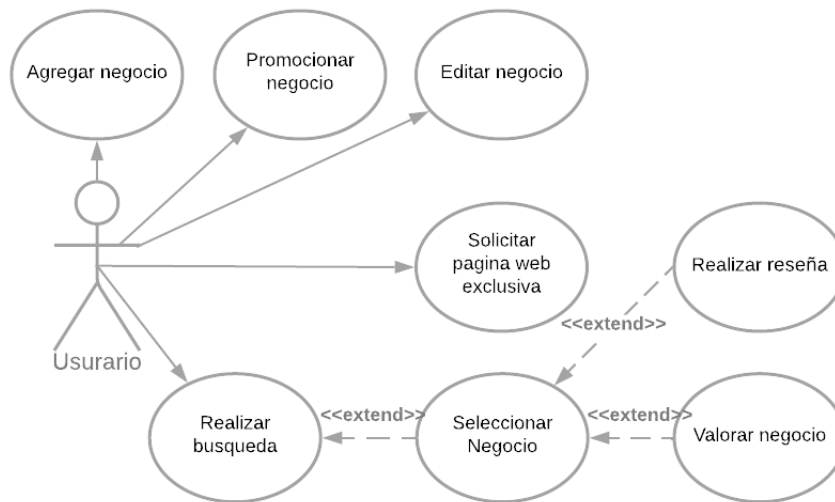 Agregar negocio
Promocionar
negocio
Editar negocio
Solicitar
pagina web
exclusiva
Realizar reseña
<<extend>>
Usurario
Realizar
busqueda
<<extend>>
Seleccionar
Negocio
<<extend>>
Valorar negocio